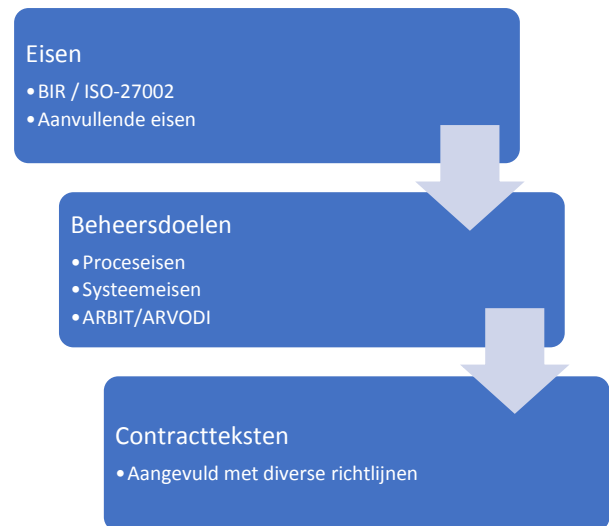 Eisen
•BIR / ISO-27002
•Aanvullende eisen
Beheersdoelen
•Proceseisen
•Systeemeisen
•ARBIT/ARVODI
Contractteksten
•Aangevuld met diverse richtlijnen